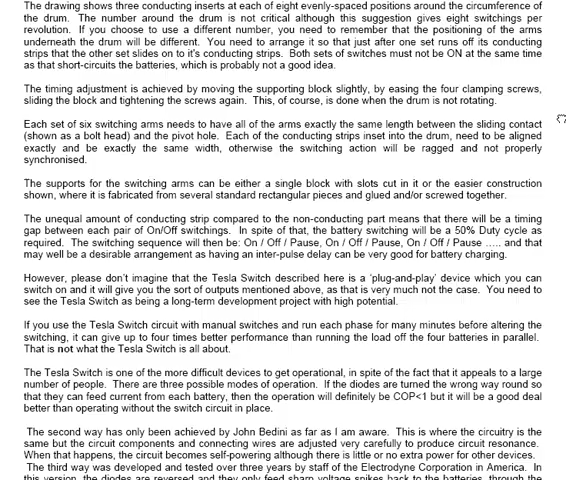 The drawing shows three conducting inserts at each of eight evenly-spaced positions around the circumference of
the drum. The number around the drum is not critical although this suggestion gives eight switchings per
revolution. If you choose to use a different number, you need to remember that the positioning of the arms
underneath the drum will be different. You need to arrange it so that just after one set runs off its conducting
strips that the other set slides on to it's conducting strips. Both sets of switches must not be ON at the same time
as that short-circuits the batteries, which is probably not a good idea.
The timing adjustment is achieved by moving the supporting block slightly, by easing the four clamping screws,
sliding the block and tightening the screws again. This, of course, is done when the drum is not rotating.
Each set of six switching arms needs to have all of the arms exactly the same length between the sliding contact
(shown as a bolt head) and the pivot hole. Each of the conducting strips inset into the drum, need to be aligned
exactly and be exactly the same width, otherwise the switching action will be ragged and not properly
synchronised.
The supports for the switching arms can be either a single block with slots cut in it or the easier construction
shown, where it is fabricated from several standard rectangular pieces and glued and/or screwed together.
The unequal amount of conducting strip compared to the non-conducting part means that there will be a timing
gap between each pair of On/Off switchings. In spite of that, the battery switching will be a 50% Duty cycle as
required. The switching sequence will then be: On / Off / Pause, On / Off / Pause, On / Off / Pause ..... and that
may well be a desirable arrangement as having an inter-pulse delay can be very good for battery charging.
However, please don't imagine that the Tesla Switch described here is a 'plug-and-play' device which you can
switch on and it will give you the sort of outputs mentioned above, as that is very much not the case. You need to
see the Tesla Switch as being a long-term development project with high potential.
If you use the Tesla Switch circuit with manual switches and run each phase for many minutes before altering the
switching, it can give up to four times better performance than running the load off the four batteries in parallel.
That is not what the Tesla Switch is all about.
The Tesla Switch is one of the more difficult devices to get operational, in spite of the fact that it appeals to a large
number of people. There are three possible modes of operation. If the diodes are turned the wrong way round so
that they can feed current from each battery, then the operation will definitely be COP<1 but it will be a good deal
better than operating without the switch circuit in place.
The second way has only been achieved by John Bedini as far as I am aware. This is where the circuitry is the
same but the circuit components and connecting wires are adjusted very carefully to produce circuit resonance.
When that happens, the circuit becomes self-powering although there is little or no extra power for other devices.
The third way was developed and tested over three years by staff of the Electrodyne Corporation in America. In
this version, the diodes are reversed and they only feed sharp voltage spikes back to the batteries, through the